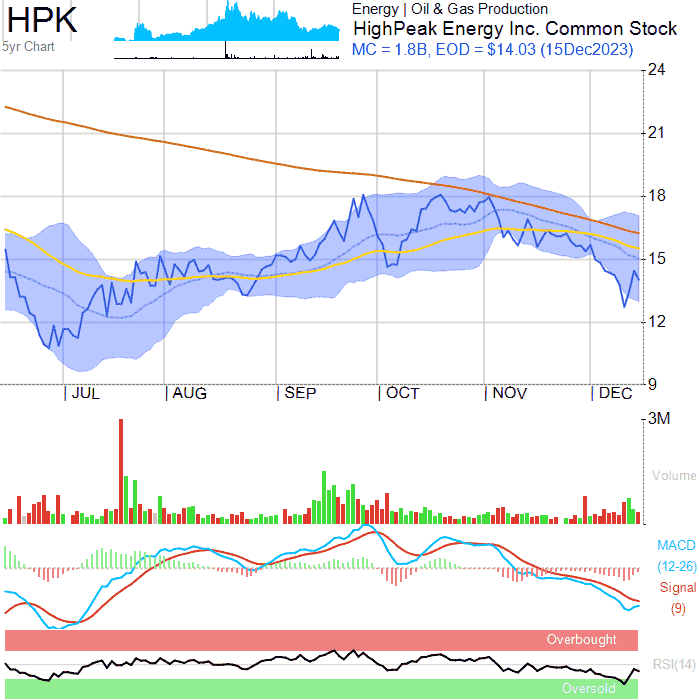 HPK
5yr Chart
Energy | Oil & Gas Production
HighPeak Energy Inc. Common Stock
MC = 1.8B, EOD = $14.03 (15Dec2023)
24
21
18
15
12
9
JUL
AUG
SEP
OCT
NOV
DEC
3M
Volume
MACD
(12-26)
Signal
(9)
Overbought
RSI(14)
Oversold